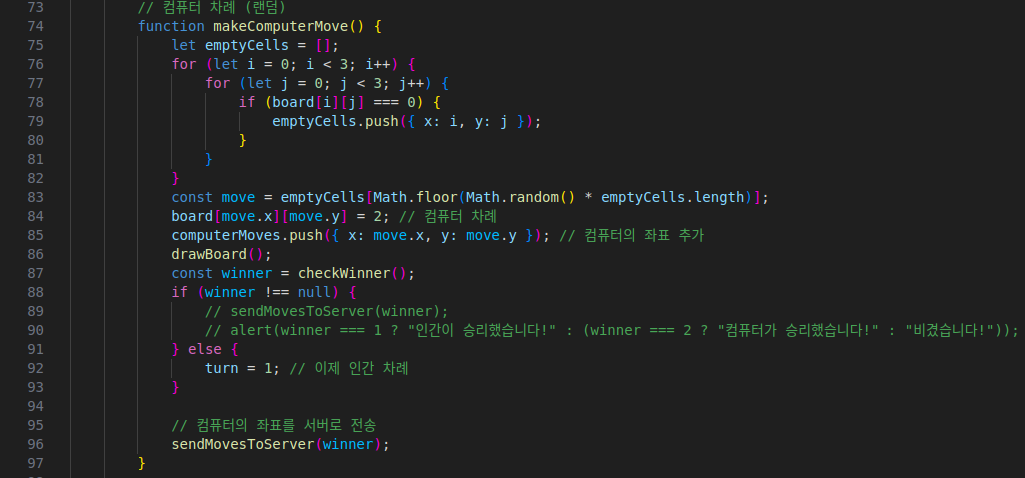 73 // 컴퓨터 차례 (랜덤)
74 function makeComputerMove() {
75 let emptyCells = [];
76 for (let i = 0; i < 3; i++) {
77 for (let j = 0; j < 3; j++) {
78 if (board[i][j] === 0) {
79 emptyCells.push({ x: i, y: j });
80 }
81 }
82 }
83 const move = emptyCells[Math.floor(Math.random() * emptyCells.length)];
84 board[move.x][move.y] = 2; // 컴퓨터 차례
85 computerMoves.push({ x: move.x, y: move.y }); // 컴퓨터의 좌표 추가
86 drawBoard();
87 const winner = checkWinner();
88 if (winner !== null) {
89 // sendMovesToServer(winner);
90 // alert(winner === 1 ? "인간이 승리했습니다!" : (winner === 2 ? "컴퓨터가 승리했습니다!" : "비겼습니다!"));
91 } else {
92 turn = 1; // 이제 인간 차례
93 }
94
95 // 컴퓨터의 좌표를 서버로 전송
96 sendMovesToServer(winner);
97 }